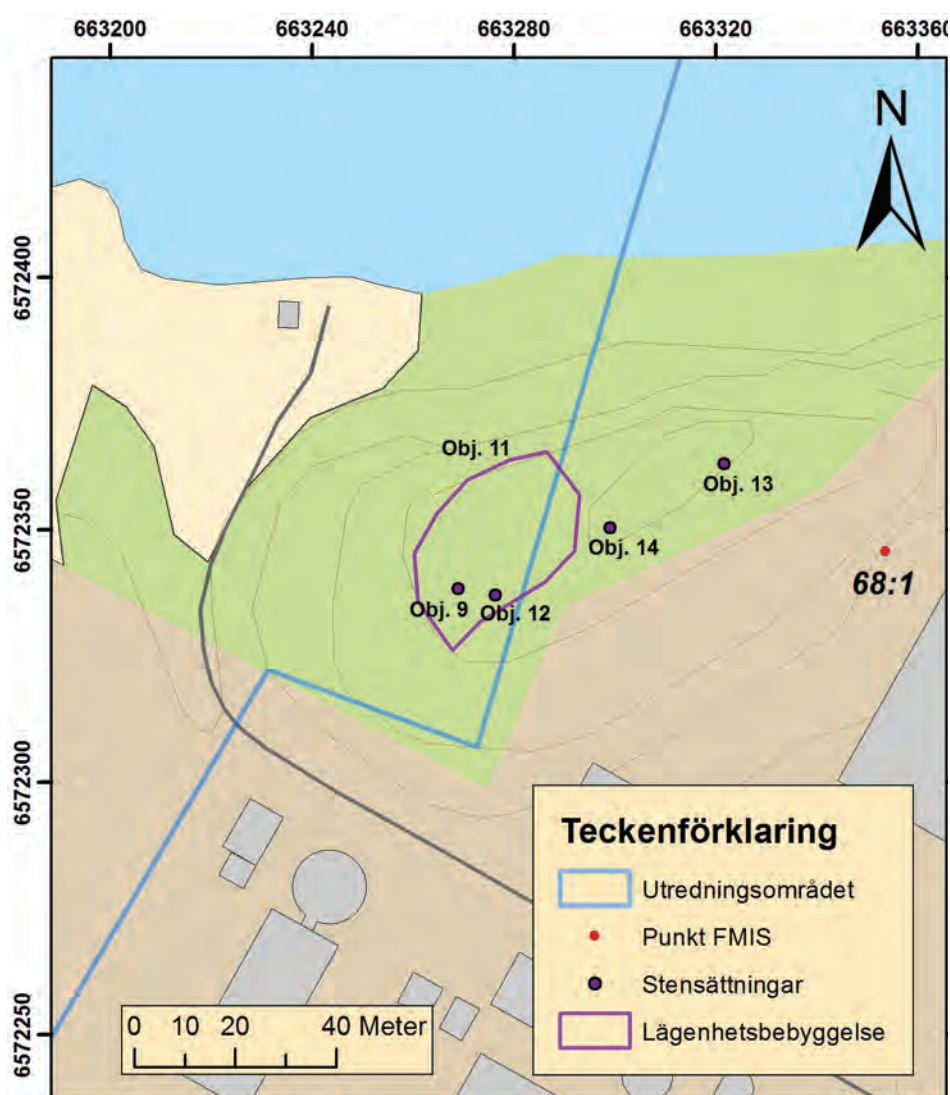 663200 663240 663280 663320 663360
N
6572400
Obj. 11
Obj. 13
6572350
Obj. 14
68:1
Obj. 9 Obj. 12
6572300
Teckenförklaring
Utredningsområdet
Punkt FMIS
Stensättningar
Lägenhetsbebyggelse
0 10 20 40 Meter
6572250